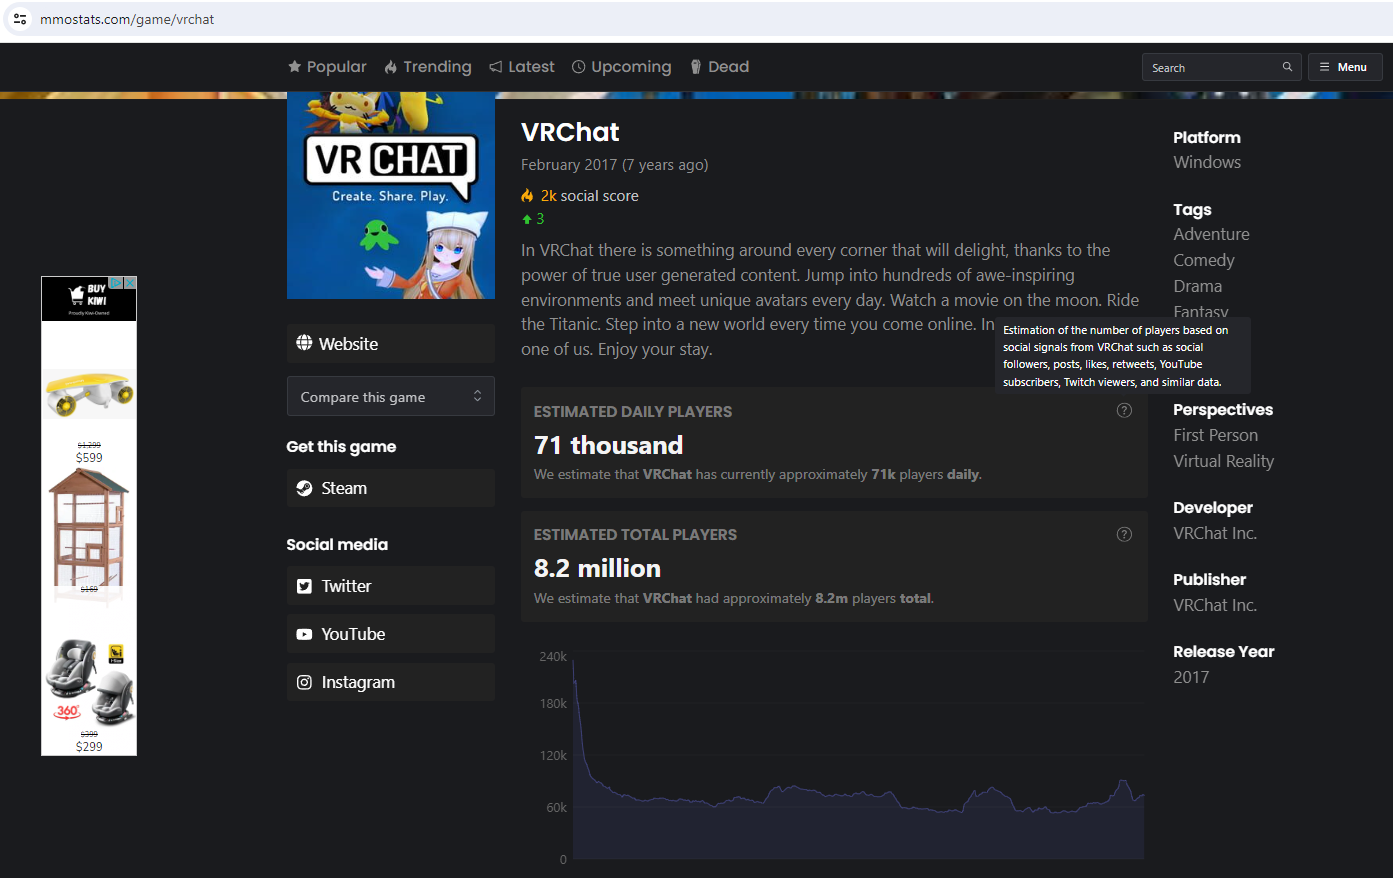 mmostats.com/game/vrchat
Popular
Trending
Latest
Upcoming
Dead
Search
Menu
VR CHAT
Create. Share. Play.
Website
Compare this game
Get this game
Steam
Social media
Twitter
YouTube
Instagram
VRChat
February 2017 (7 years ago)
2k social score
3
In VRChat there is something around every corner that will delight, thanks to the
power of true user generated content. Jump into hundreds of awe-inspiring
environments and meet unique avatars every day. Watch a movie on the moon. Ride
the Titanic. Step into a new world every time you come online. In
one of us. Enjoy your stay.
Estimation of the number of players based on
social signals from VRChat such as social
followers, posts, likes, retweets, YouTube
subscribers, Twitch viewers, and similar data.
ESTIMATED DAILY PLAYERS
?
71 thousand
We estimate that VRChat has currently approximately 71k players daily.
ESTIMATED TOTAL PLAYERS
?
8.2 million
We estimate that VRChat had approximately 8.2m players total.
240k
180k
120k
60k
0
Platform
Windows
Tags
Adventure
Comedy
Drama
Fantasy
Perspectives
First Person
Virtual Reality
Developer
VRChat Inc.
Publisher
VRChat Inc.
Release Year
2017
BUY
KIWI
Proudly Kiwi-Owned!
$1,299
$599
$169
360°
$399
$299